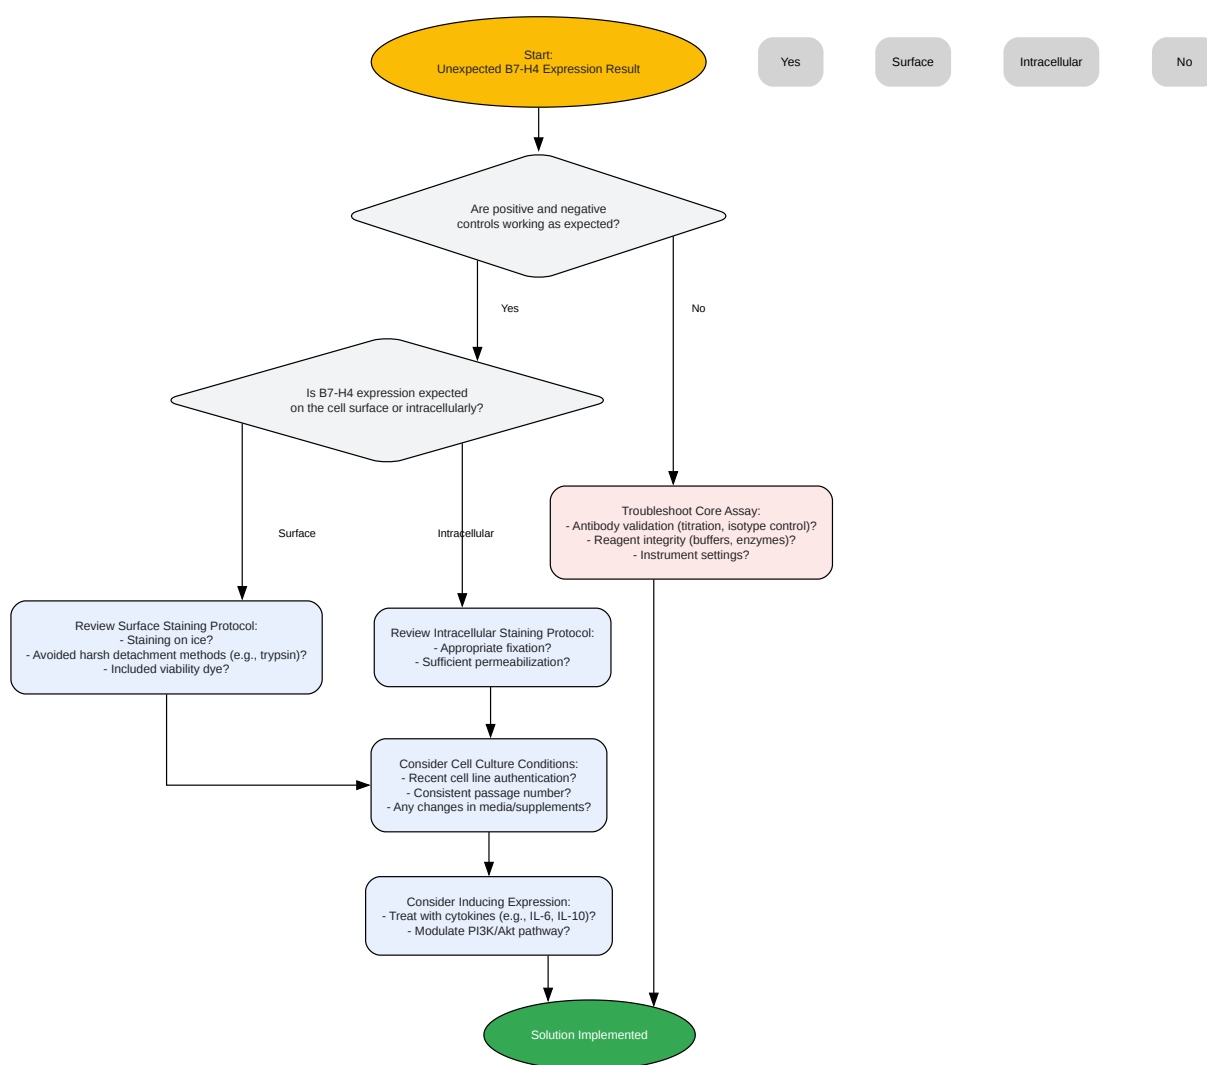 Start:
Unexpected B7-H4 Expression Result
Yes
Surface
Intracellular
No
Are positive and negative
controls working as expected?
Yes
No
Is B7-H4 expression expected
on the cell surface or intracellularly?
Surface
Intracellular
Troubleshoot Core Assay:
- Antibody validation (titration, isotype control)?
- Reagent integrity (buffers, enzymes)?
- Instrument settings?
Review Surface Staining Protocol:
- Staining on ice?
- Avoided harsh detachment methods (e.g., trypsin)?
- Included viability dye?
Review Intracellular Staining Protocol:
- Appropriate fixation?
- Sufficient permeabilization?
Consider Cell Culture Conditions:
- Recent cell line authentication?
- Consistent passage number?
- Any changes in media/supplements?
Consider Inducing Expression:
- Treat with cytokines (e.g., IL-6, IL-10)?
- Modulate PI3K/Akt pathway?
Solution Implemented